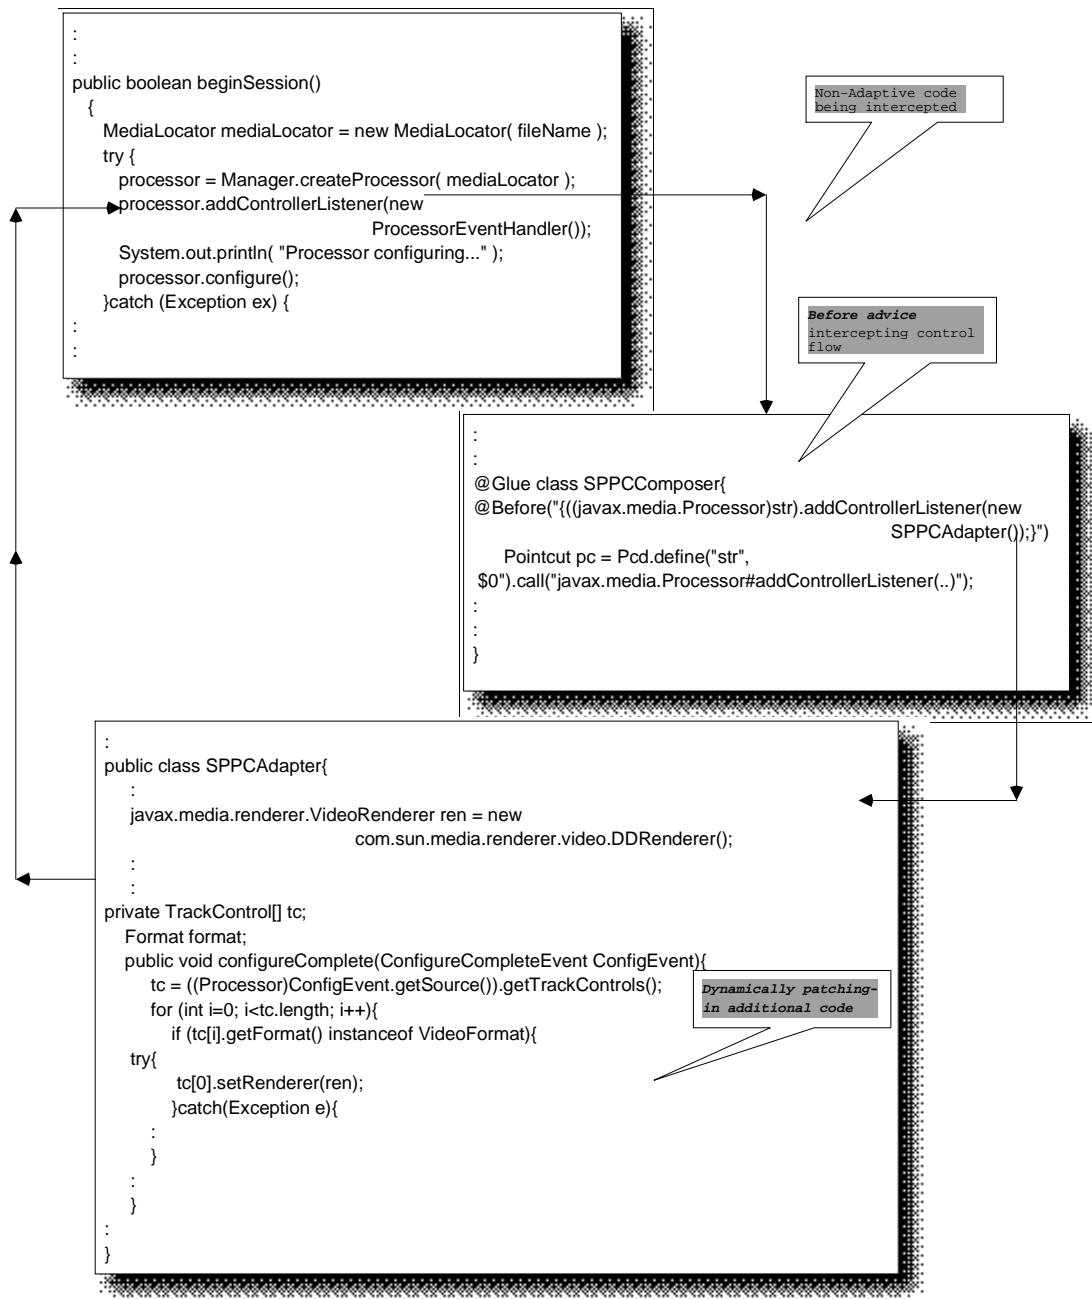 :
:
public boolean beginSession()
{
MediaLocator mediaLocator = new MediaLocator( fileName );
try {
processor = Manager.createProcessor( mediaLocator );
processor.addControllerListener(new
ProcessorEventHandler());
System.out.println( "Processor configuring..." );
processor.configure();
}catch (Exception ex) {
:
:
Non-Adaptive code
being intercepted
Before advice
intercepting control
flow
:
:
@Glue class SPPCComposer{
@Before("{((javax.media.Processor)str).addControllerListener(new
SPPCAdapter());}")
Pointcut pc = Pcd.define("str",
$0").call("javax.media.Processor#addControllerListener(..)");
:
:
}
:
public class SPPCAdapter{
:
javax.media.renderer.VideoRenderer ren = new
com.sun.media.renderer.video.DDRenderer();
:
:
private TrackControl[] tc;
Format format;
public void configureComplete(ConfigureCompleteEvent ConfigEvent){
tc = ((Processor)ConfigEvent.getSource()).getTrackControls();
for (int i=0; i<tc.length; i++){
if (tc[i].getFormat() instanceof VideoFormat){
try{
tc[0].setRenderer(ren);
}catch(Exception e){
:
}
:
}
:
}
Dynamically patching-
in additional code